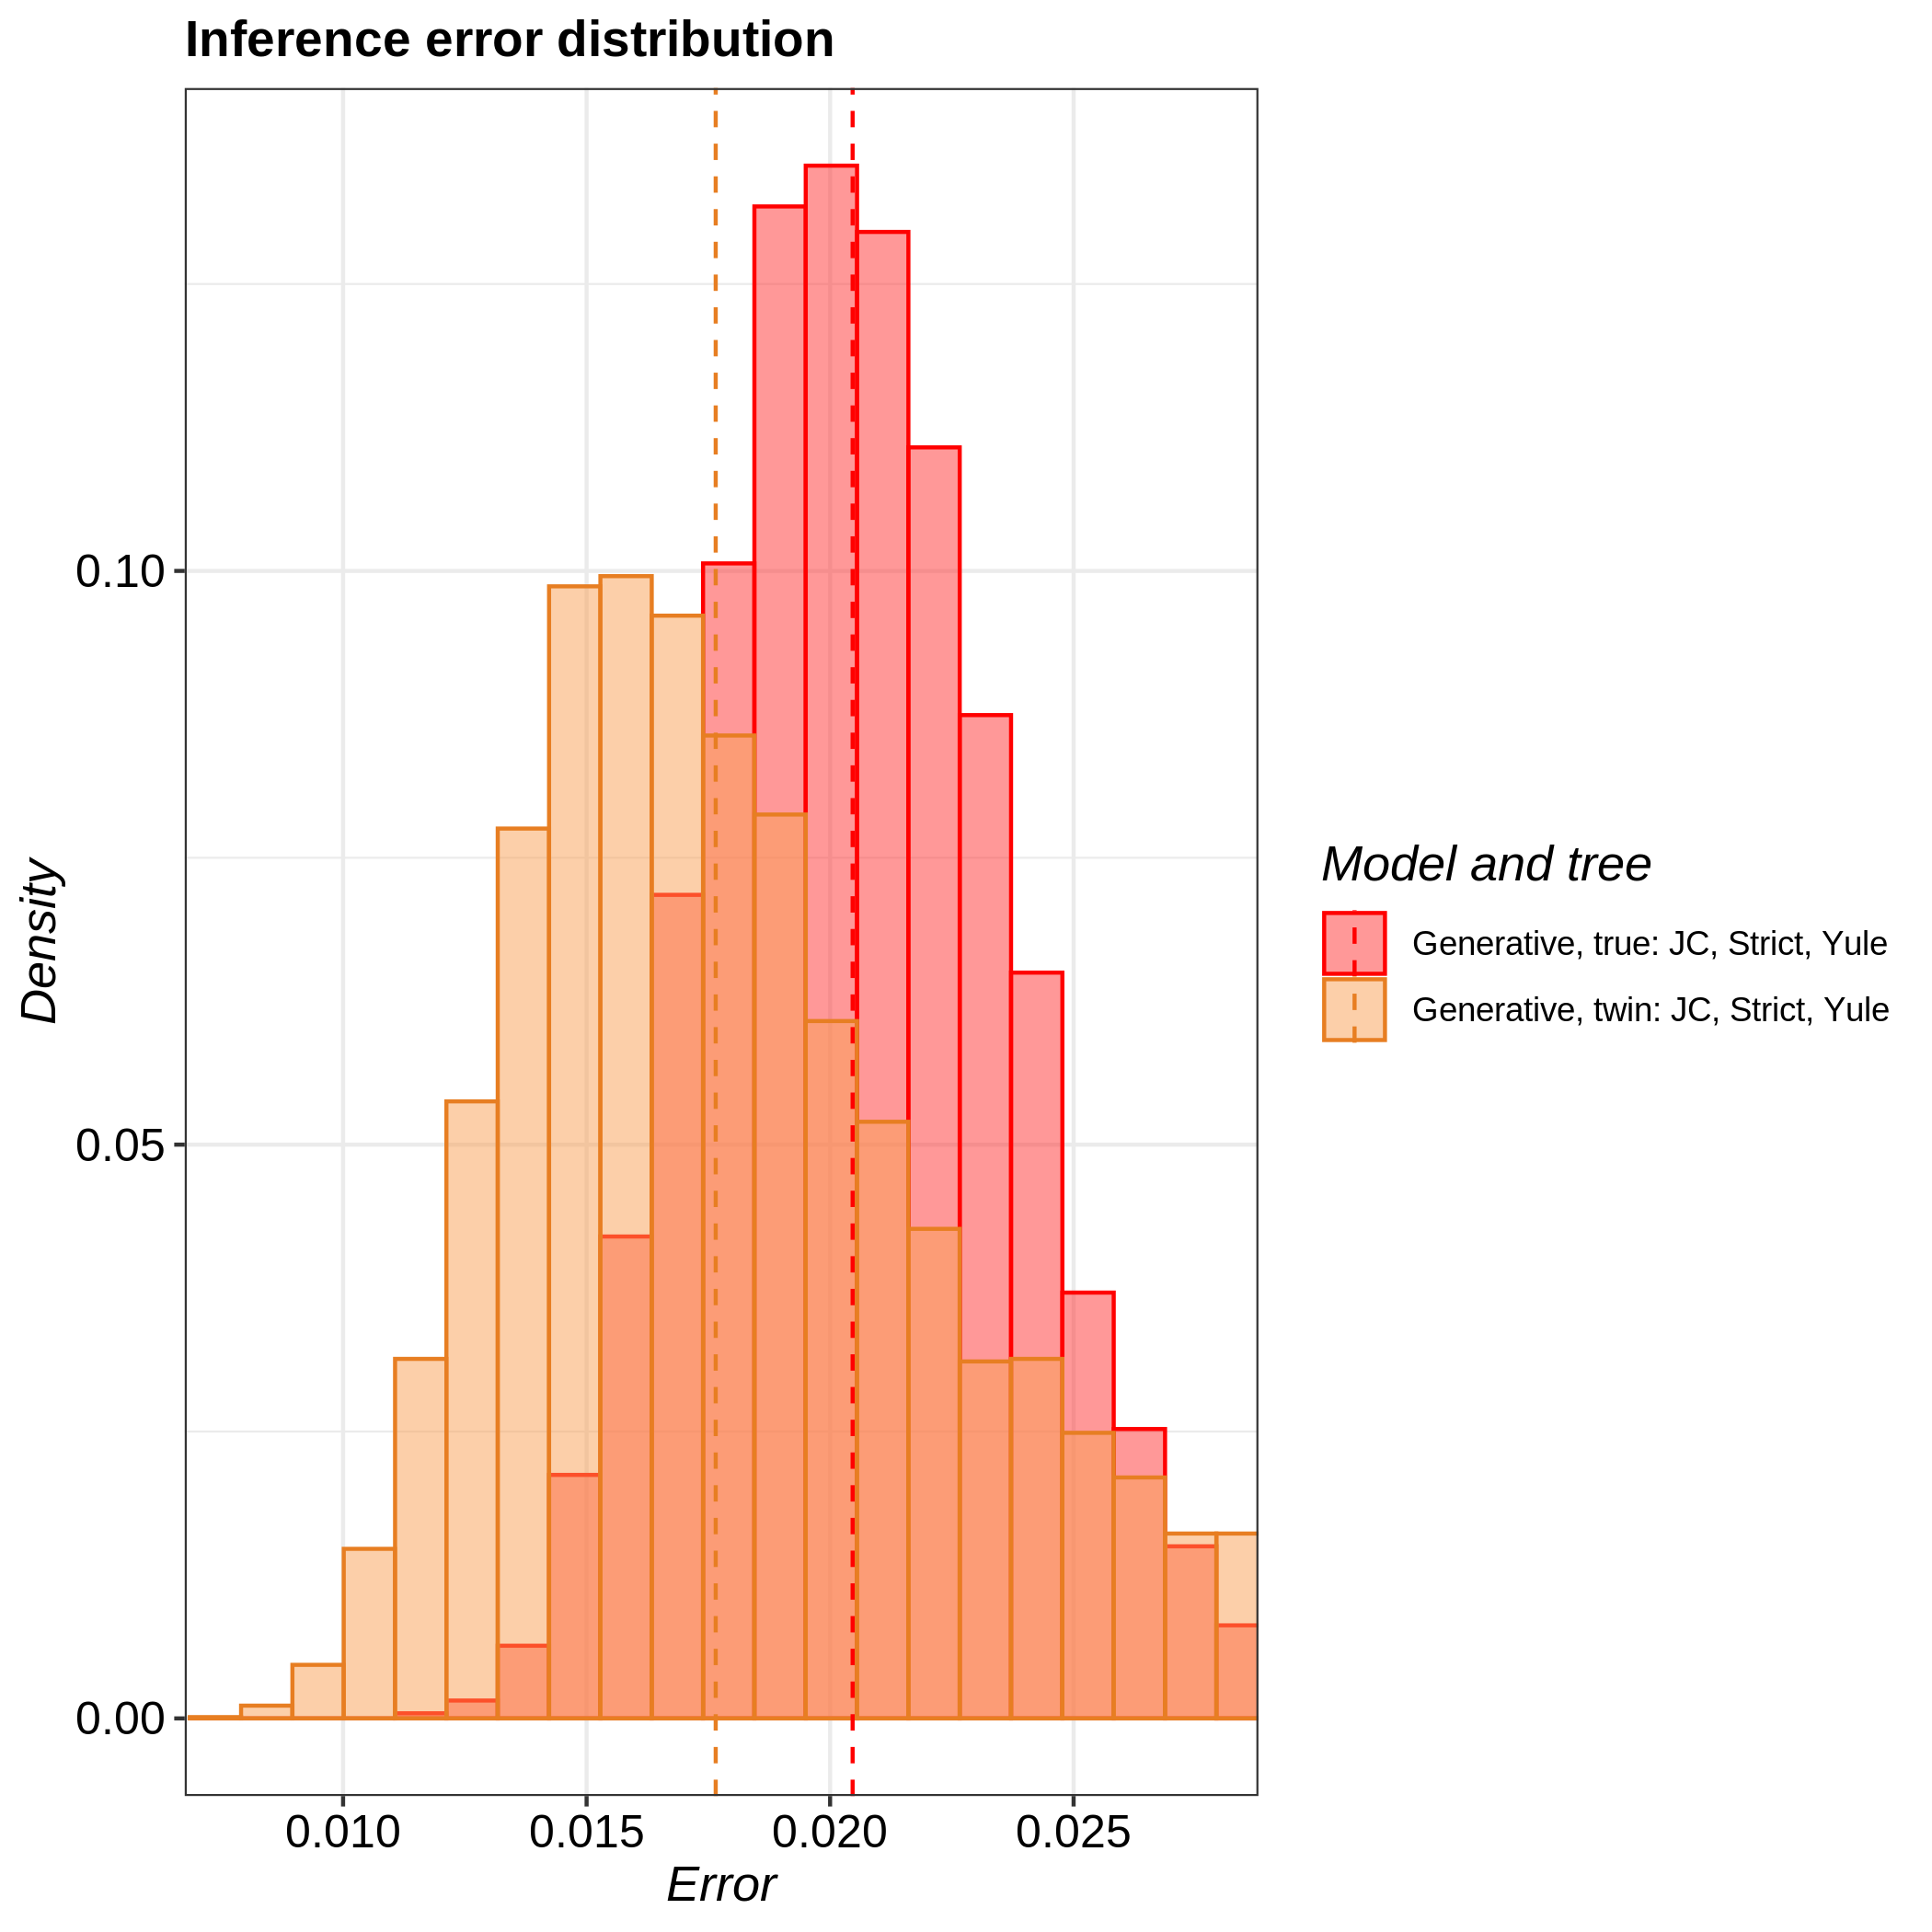 Inference error distribution
Density
0.10
0.05
0.00
0.010 0.015 0.020 0.025
Error
Model and tree
Generative, true: JC, Strict, Yule
Generative, twin: JC, Strict, Yule